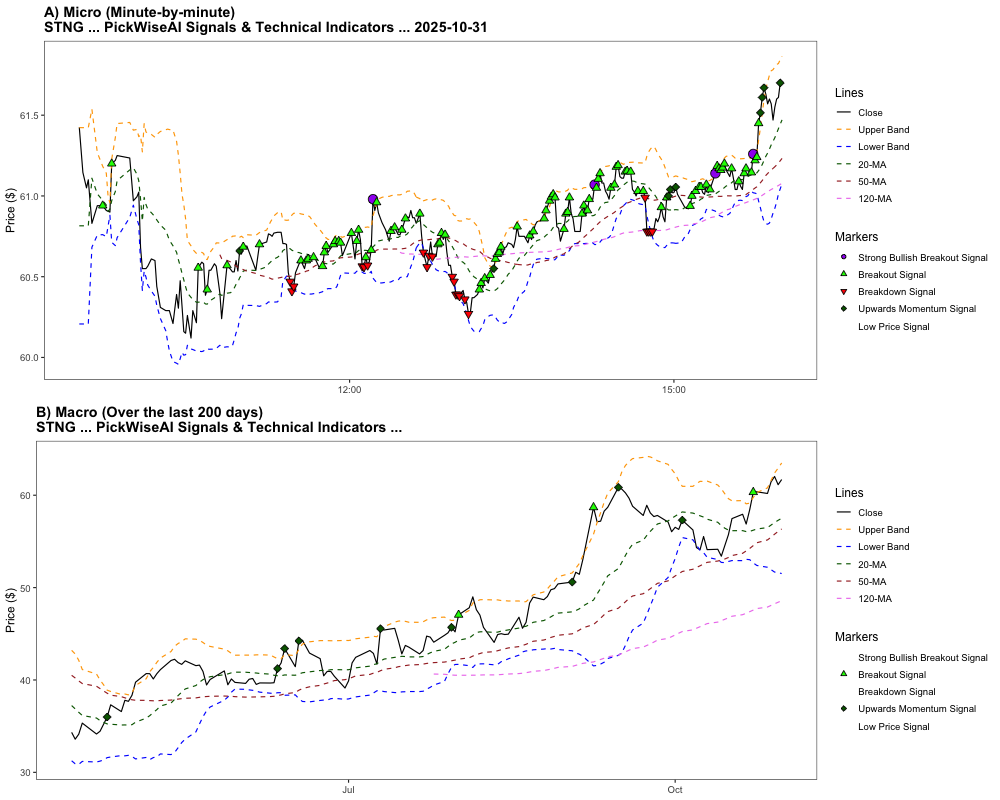 A) Micro (Minute-by-minute)
STNG ... PickWiseAI Signals & Technical Indicators ... 2025-10-31
Price ($)
61.5
61.0
60.5
60.0
12:00
15:00
Lines
Close
Upper Band
Lower Band
20-MA
50-MA
120-MA
Markers
Strong Bullish Breakout Signal
Breakout Signal
Breakdown Signal
Upwards Momentum Signal
Low Price Signal
B) Macro (Over the last 200 days)
STNG ... PickWiseAI Signals & Technical Indicators ...
Price ($)
60
50
40
30
Jul
Oct
Lines
Close
Upper Band
Lower Band
20-MA
50-MA
120-MA
Markers
Strong Bullish Breakout Signal
Breakout Signal
Breakdown Signal
Upwards Momentum Signal
Low Price Signal